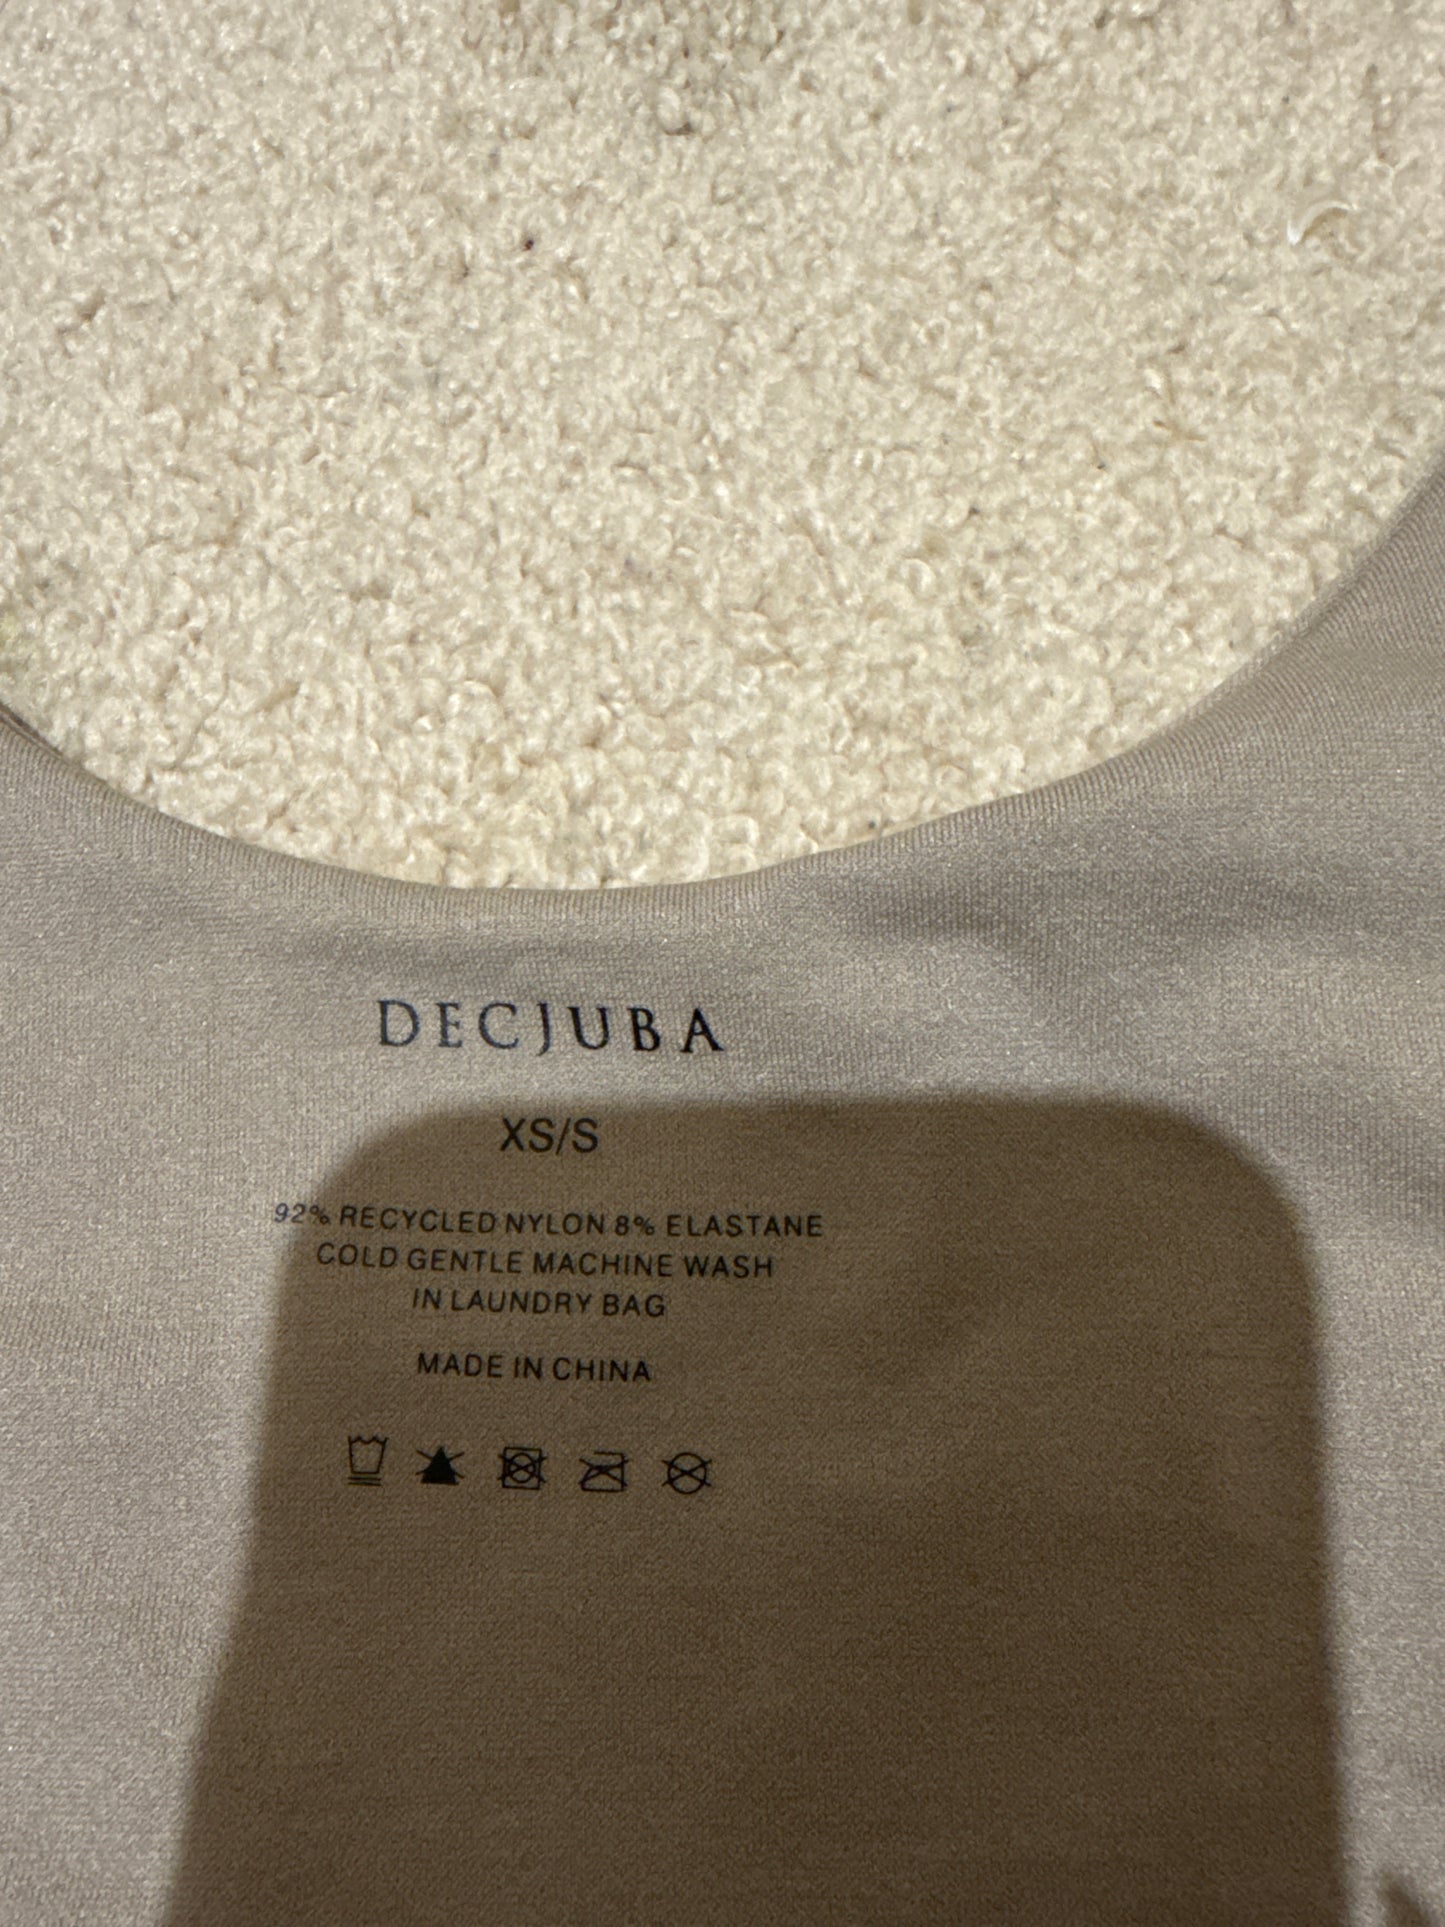 DECJUBA
XS/S
92% RECYCLED NYLON 8% ELASTANE
COLD GENTLE MACHINE WASH
IN LAUNDRY BAG
MADE IN CHINA